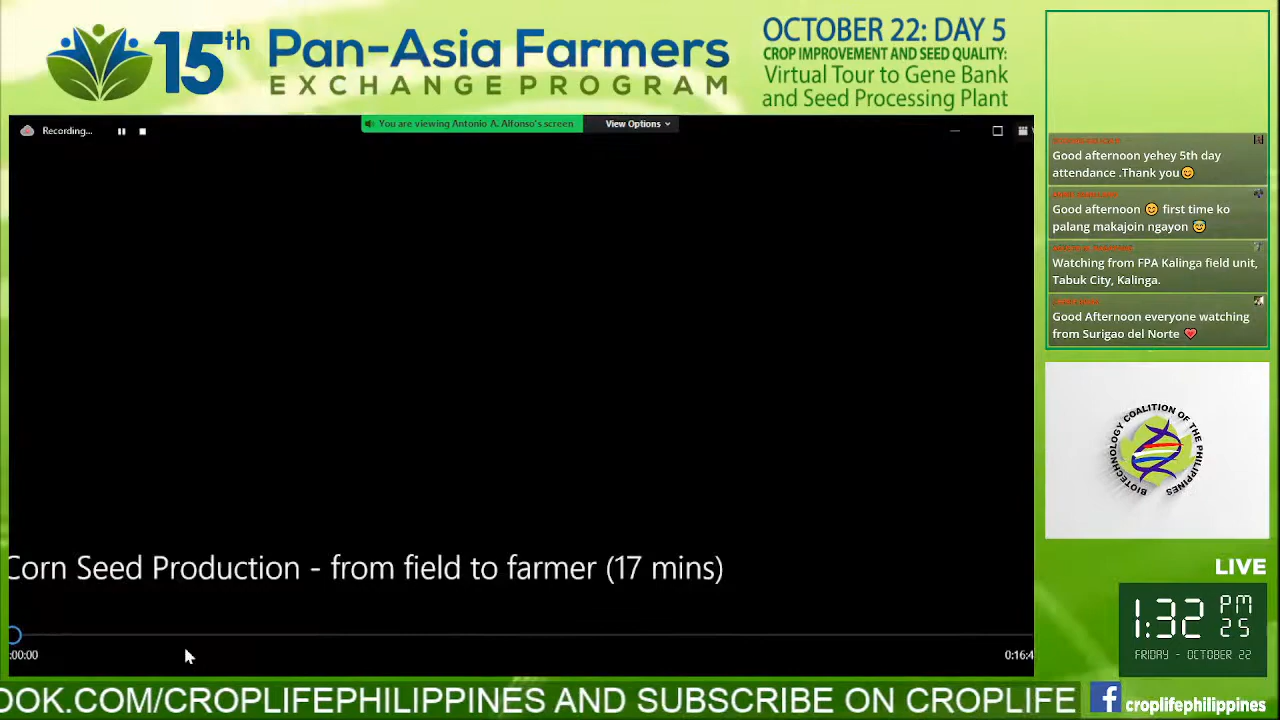 15th Pan-Asia Farmers
EXCHANGE PROGRAM
OCTOBER 22: DAY 5
CROP IMPROVEMENT AND SEED QUALITY:
Virtual Tour to Gene Bank
and Seed Processing Plant
Recording...
You are viewing Antonio A. Alfonso's screen
View Options
Good afternoon yehey 5th day
attendance .Thank you😊
Good afternoon 😊 first time ko
palang makajoin ngayon 😇
Watching from FPA Kalinga field unit,
Tabuk City, Kalinga.
Good Afternoon everyone watching
from Surigao del Norte ❤️
BIOTECHNOLOGY COALITION OF THE PHILIPPINES
Corn Seed Production - from field to farmer (17 mins)
:00:00
0:16:4
LIVE
1:32 PM
25
FRIDAY - OCTOBER 22
OOK.COM/CROPLIFEPHILIPPINES AND SUBSCRIBE ON CROPLIFE
croplifephilippines